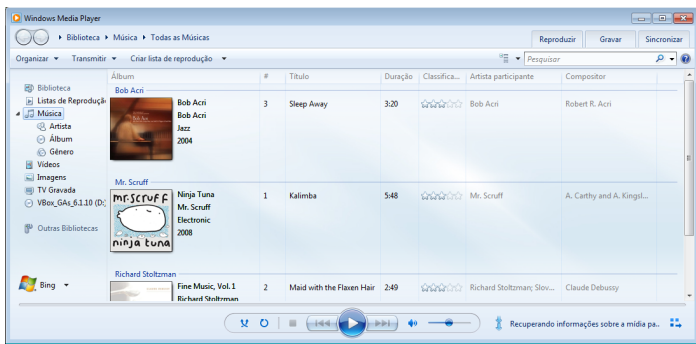 Windows Media Player
Biblioteca Música Todas as Músicas
Reproduzir Gravar Sincronizar
Organizar Transmitir Criar lista de reprodução Pesquisar
Álbum # Título Duração Classifica... Artista participante Compositor
Biblioteca
Listas de Reproduçã
Música
Artista
Álbum
Gênero
Vídeos
Imagens
TV Gravada
VBox_GAs_6.1.10 (D:)
Outras Bibliotecas
Bing
Bob Acri
Bob Acri 3 Sleep Away 3:20 Bob Acri Robert R. Acri
Bob Acri
Jazz
2004
Mr. Scruff
mr.scruff
ninja tuna
Ninja Tuna 1 Kalimba 5:48 Mr. Scruff A. Carthy and A. Kingsl...
Mr. Scruff
Electronic
2008
Richard Stoltzman
Fine Music, Vol. 1 2 Maid with the Flaxen Hair 2:49 Richard Stoltzman; Slov... Claude Debussy
Richard Stoltzman
Recuperando informações sobre a mídia pa..